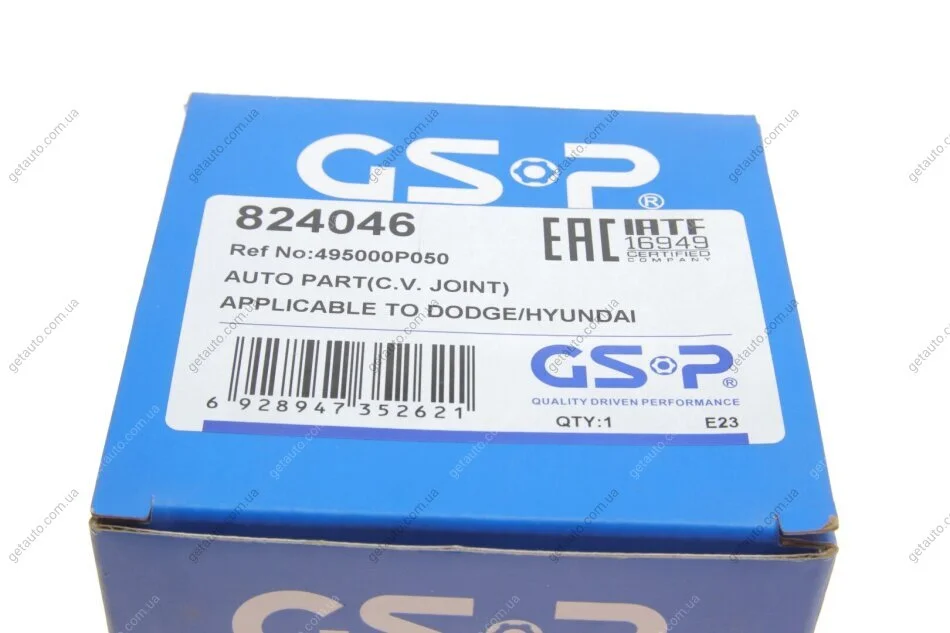 GSP®
824046
EAC
IATF
16949
CERTIFIED
COMPANY
Ref No:495000P050
AUTO PART(C.V. JOINT)
APPLICABLE TO DODGE/HYUNDAI
6 928947 352621
GSP®
QUALITY DRIVEN PERFORMANCE
QTY:1 E23
GSP
getauto.com.ua